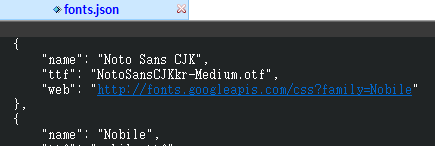 fonts.json
{
"name": "Noto Sans CJK",
"ttf": "NotoSansCJKkr-Medium.otf",
"web": "http://fonts.googleapis.com/css?family=Nobile"
},
{
"name": "Nobile",